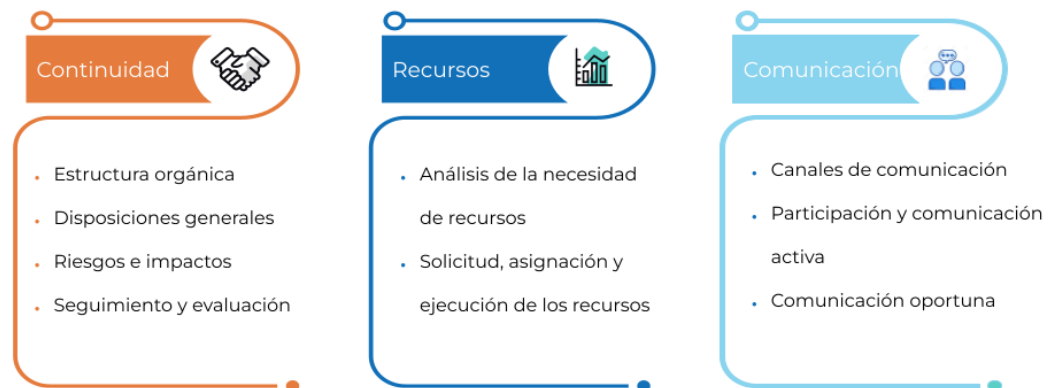 Continuidad
• Estructura orgánica
• Disposiciones generales
• Riesgos e impactos
• Seguimiento y evaluación
Recursos
• Análisis de la necesidad
de recursos
• Solicitud, asignación y
ejecución de los recursos
Comunicación
• Canales de comunicación
• Participación y comunicación
activa
• Comunicación oportuna